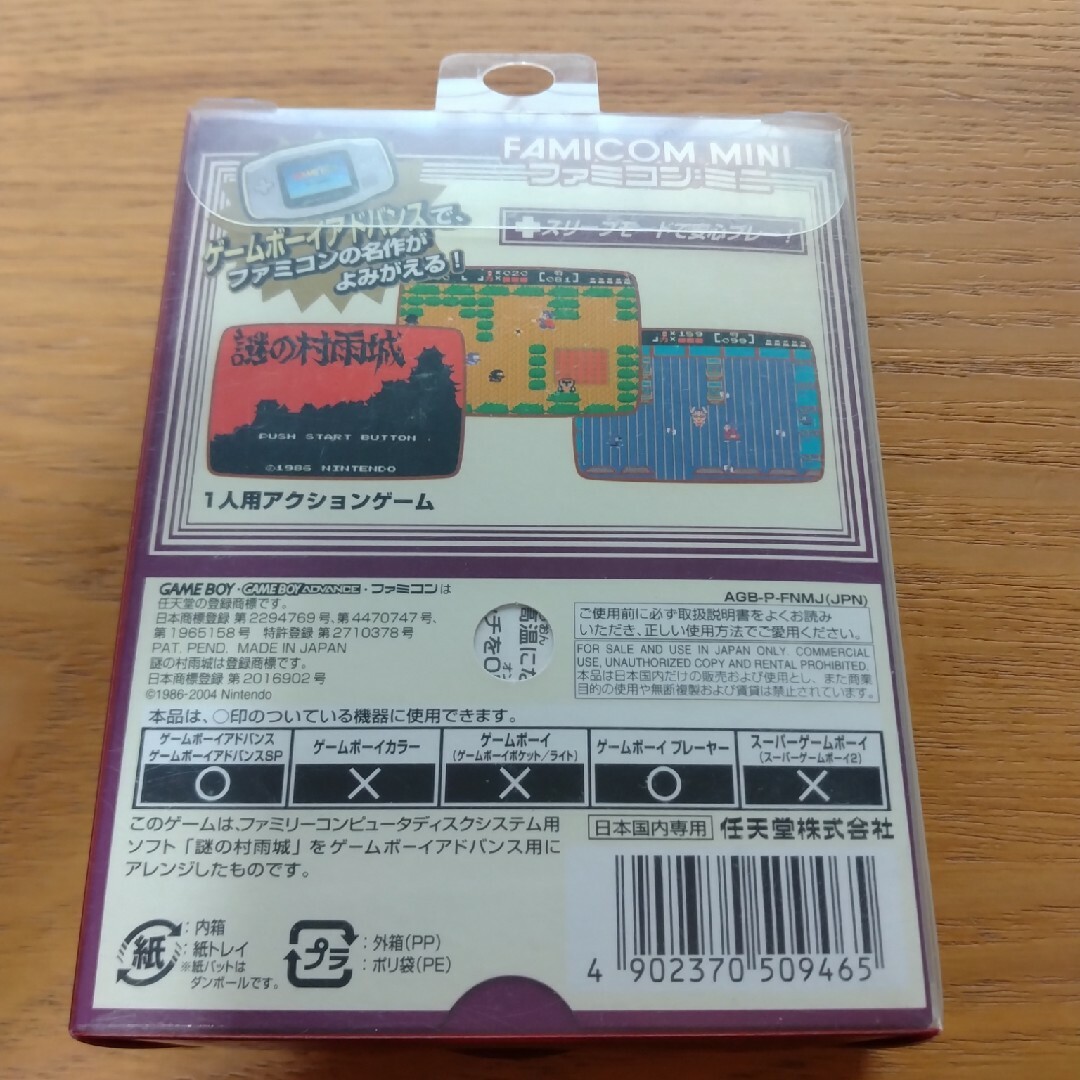 FAMICOM MINI
ファミコン・ミニ
ゲームボーイアドバンスで、
ファミコンの名作が
よみがえる!
スリープモードで安心プレー!
謎の村雨城
PUSH START BUTTON
©1986 NINTENDO
1人用アクションゲーム
GAME BOY・GAME BOY ADVANCE・ファミコンは
任天堂の登録商標です。
日本商標登録 第2294769号、第4470747号、
第1965158号 特許登録 第2710378号
PAT. PEND. MADE IN JAPAN
謎の村雨城は登録商標です。
日本商標登録 第2016902号
©1986-2004 Nintendo
高温にな
チを0
AGB-P-FNMJ(JPN)
ご使用前に必ず取扱説明書をよくお読み
いただき、正しい使用方法でご愛用ください。
FOR SALE AND USE IN JAPAN ONLY. COMMERCIAL
USE, UNAUTHORIZED COPY AND RENTAL PROHIBITED.
本品は日本国内だけの販売および使用とし、また商業
目的の使用や無断複製および賃貸は禁止されています。
本品は、○印のついている機器に使用できます。
ゲームボーイアドバンス
ゲームボーイアドバンスSP
ゲームボーイカラー
ゲームボーイ
(ゲームボーイポケット/ライト)
ゲームボーイ プレーヤー
スーパーゲームボーイ
(スーパーゲームボーイ2)
○ × × ○ ×
このゲームは、ファミリーコンピュータディスクシステム用
ソフト「謎の村雨城」をゲームボーイアドバンス用に
アレンジしたものです。
日本国内専用 任天堂株式会社
紙
:内箱
:紙トレイ
※紙パットは
ダンボールです。
プラ
:外箱(PP)
:ポリ袋(PE)
4 902370 509465